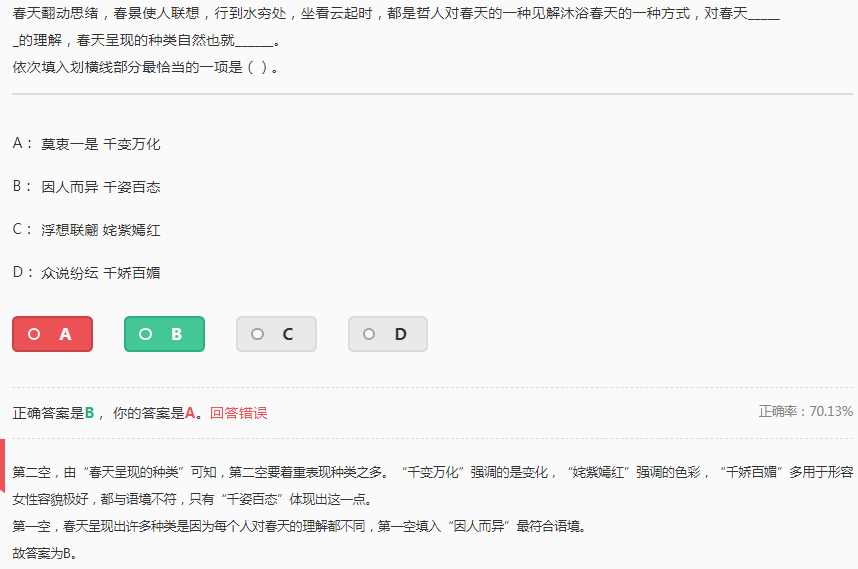 春天翻动思绪，春景使人联想，行到水穷处，坐看云起时，都是哲人对春天的一种见解沐浴春天的一种方式，对春天_____
_的理解，春天呈现的种类自然也就______。
依次填入划横线部分最恰当的一项是（ ）。
A： 莫衷一是 千变万化
B： 因人而异 千姿百态
C： 浮想联翩 姹紫嫣红
D： 众说纷纭 千娇百媚
A B C D
正确答案是B， 你的答案是A。回答错误 正确率：70.13%
第二空，由“春天呈现的种类”可知，第二空要着重表现种类之多。“千变万化”强调的是变化，“姹紫嫣红”强调的色彩，“千娇百媚”多用于形容
女性容貌极好，都与语境不符，只有“千姿百态”体现出这一点。
第一空，春天呈现出许多种类是因为每个人对春天的理解都不同，第一空填入“因人而异”最符合语境。
故答案为B。